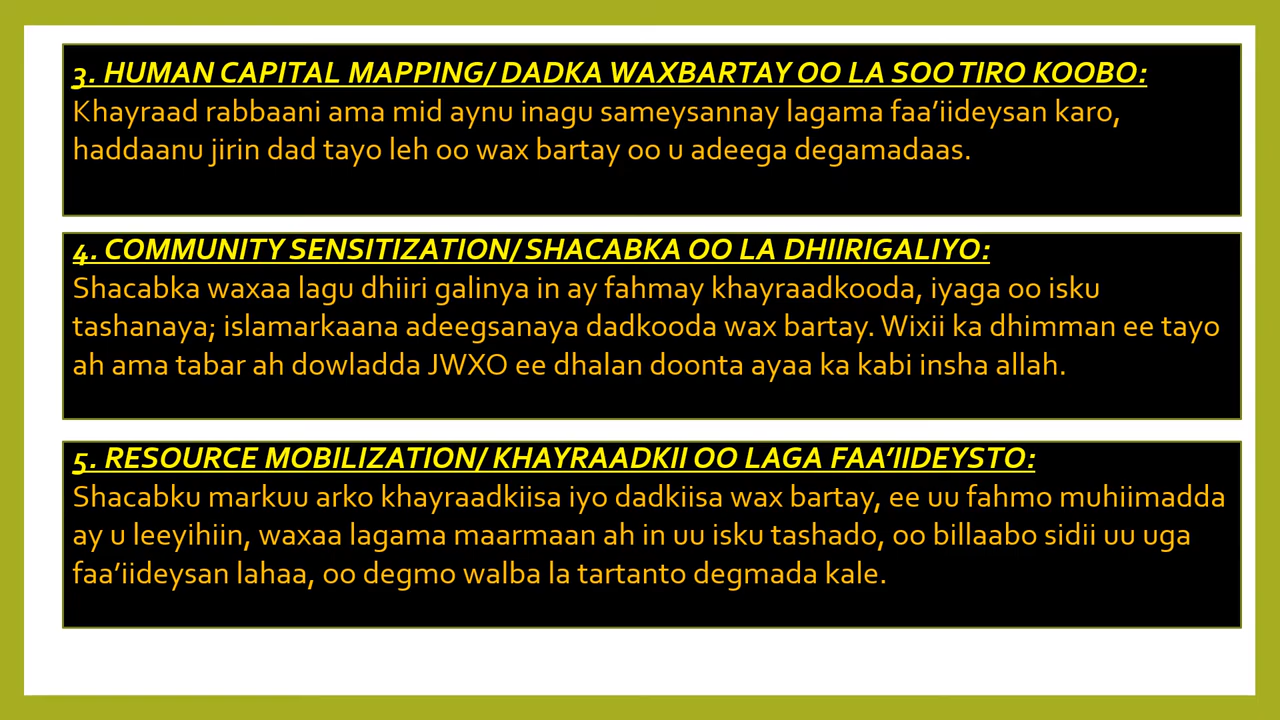 3. HUMAN CAPITAL MAPPING/ DADKA WAXBARTAY OO LA SOO TIRO KOOBO:
Khayraad rabbaani ama mid aynu inagu sameysannay lagama faa’iideysan karo,
haddaanu jirin dad tayo leh oo wax bartay oo u adeega degamadaas.
4. COMMUNITY SENSITIZATION/ SHACABKA OO LA DHIIRIGALIYO:
Shacabka waxaa lagu dhiiri galinya in ay fahmay khayraadkooda, iyaga oo isku
tashanaya; islamarkaana adeegsanaya dadkooda wax bartay. Wixii ka dhimman ee tayo
ah ama tabar ah dowladda JWXO ee dhalan doonta ayaa ka kabi insha allah.
5. RESOURCE MOBILIZATION/ KHAYRAADKII OO LAGA FAA’IIDEYSTO:
Shacabku markuu arko khayraadkiisa iyo dadkiisa wax bartay, ee uu fahmo muhiimadda
ay u leeyihiin, waxaa lagama maarmaan ah in uu isku tashado, oo billaabo sidii uu uga
faa’iideysan lahaa, oo degmo walba la tartanto degmada kale.